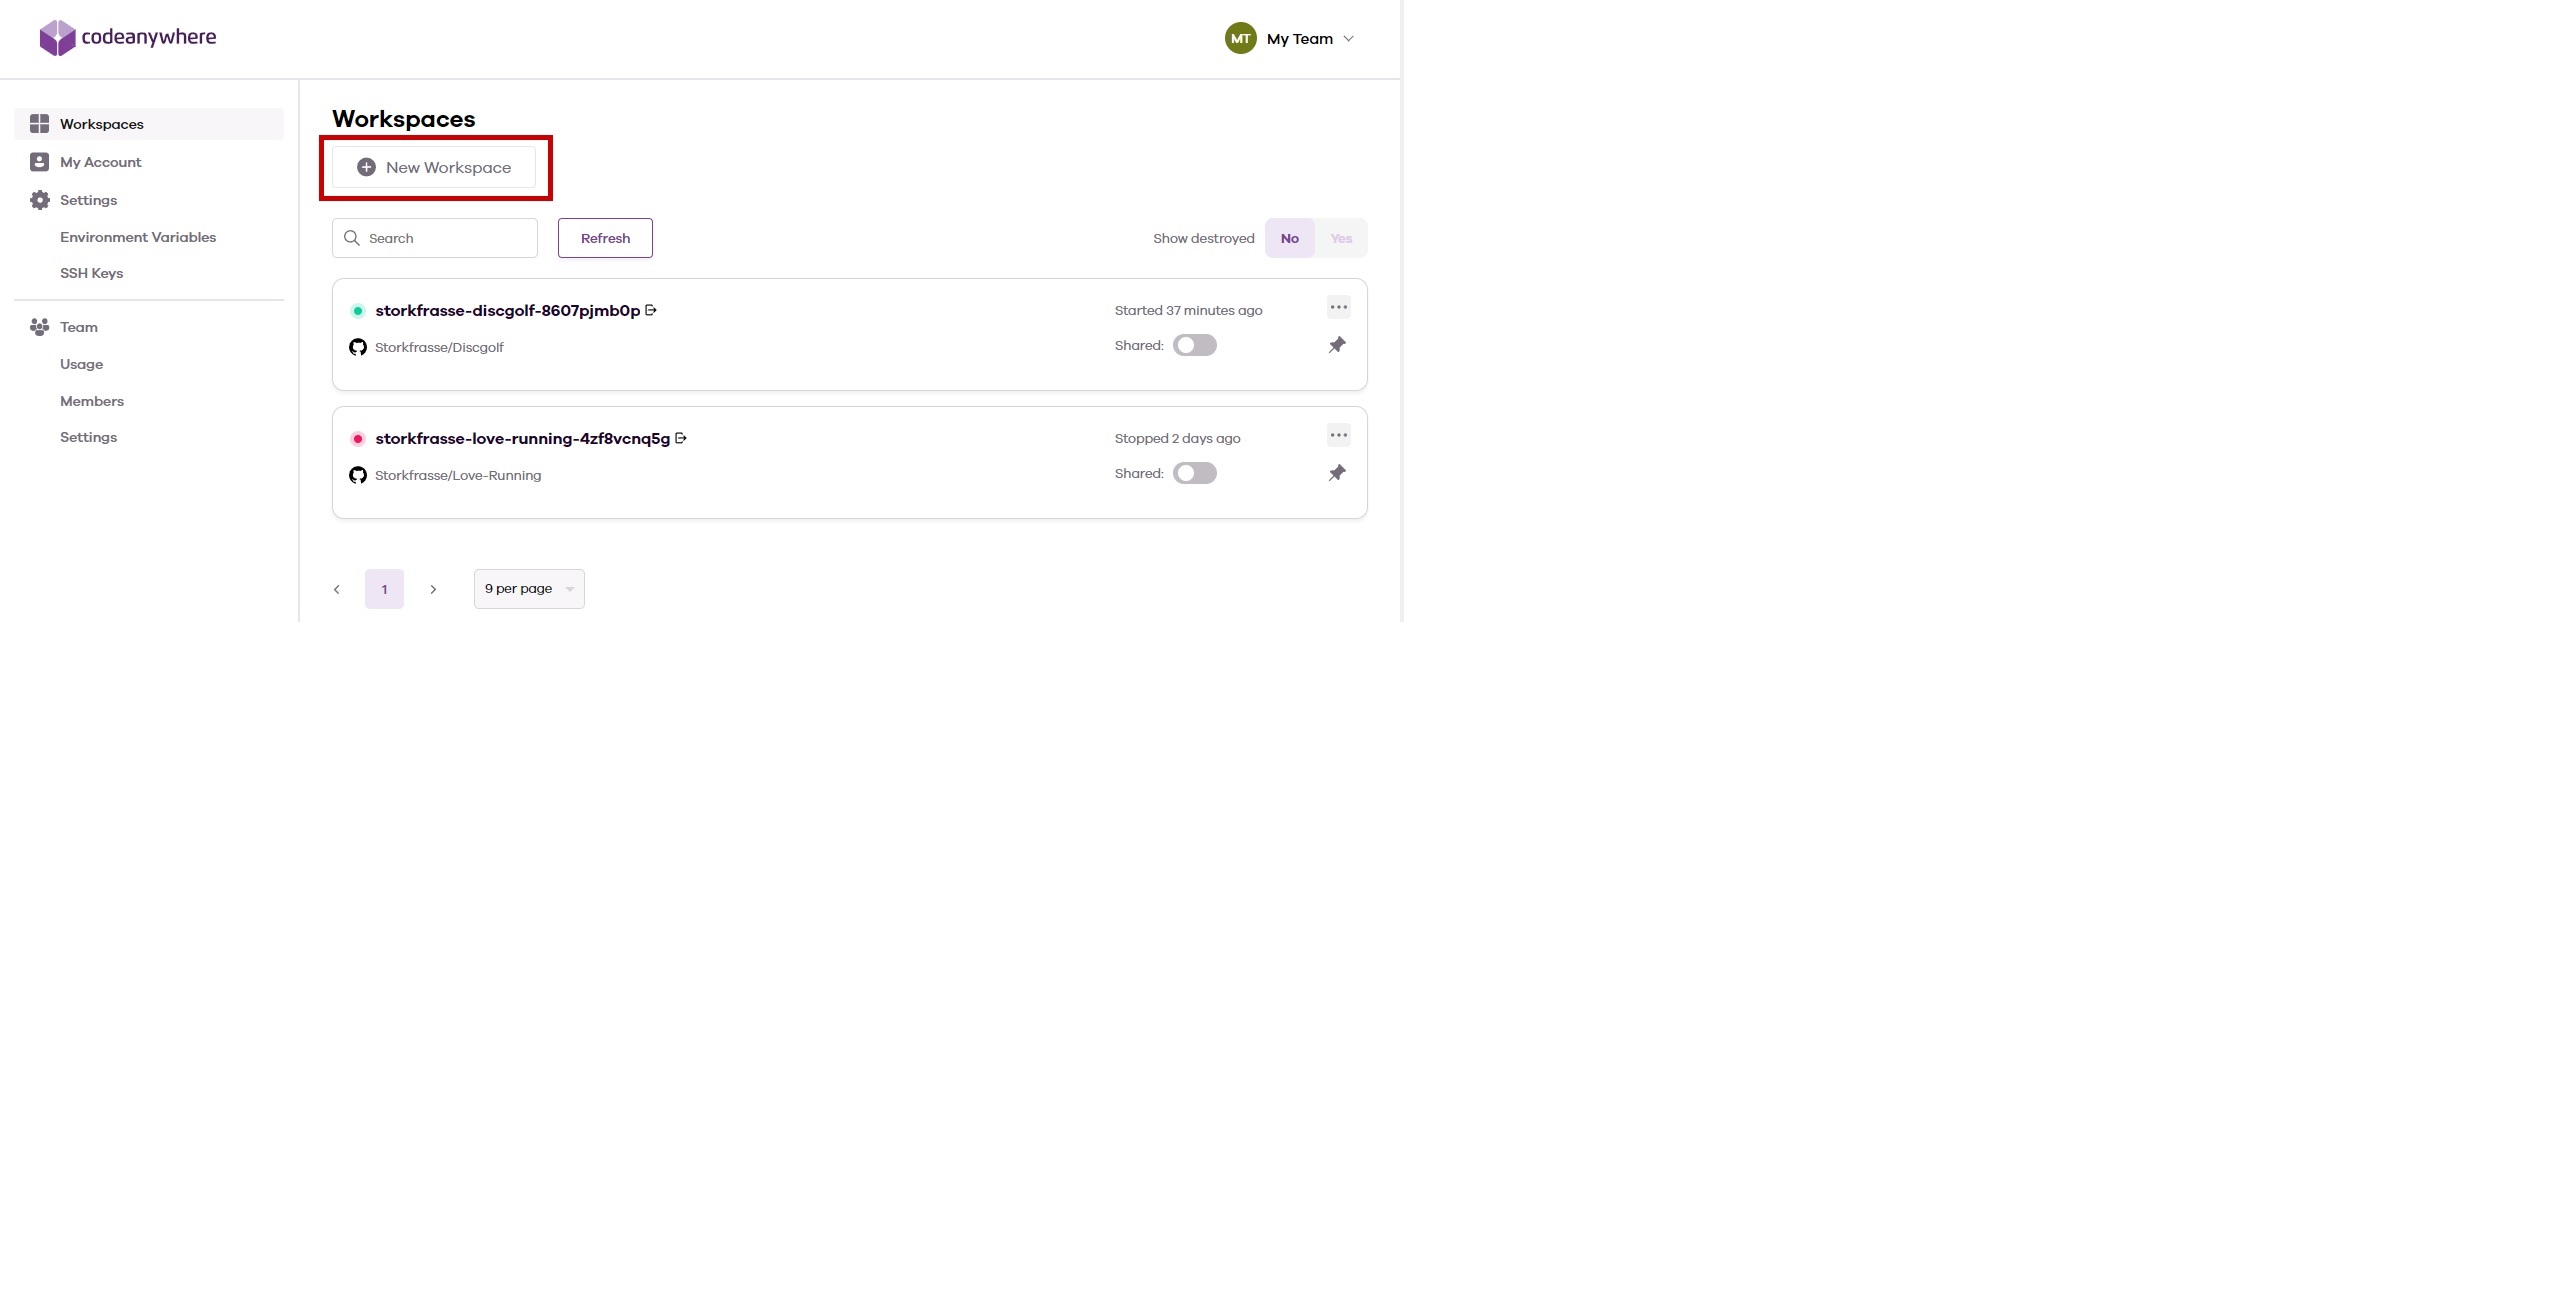 codeanywhere
MT My Team
Workspaces
My Account
Settings
Environment Variables
SSH Keys
Team
Usage
Members
Settings
Workspaces
New Workspace
Search Refresh Show destroyed No Yes
storkfrasse-discgolf-8607pjmb0p Started 37 minutes ago
Storkfrasse/Discgolf Shared:
storkfrasse-love-running-4zf8vcnq5g Stopped 2 days ago
Storkfrasse/Love-Running Shared:
1 9 per page